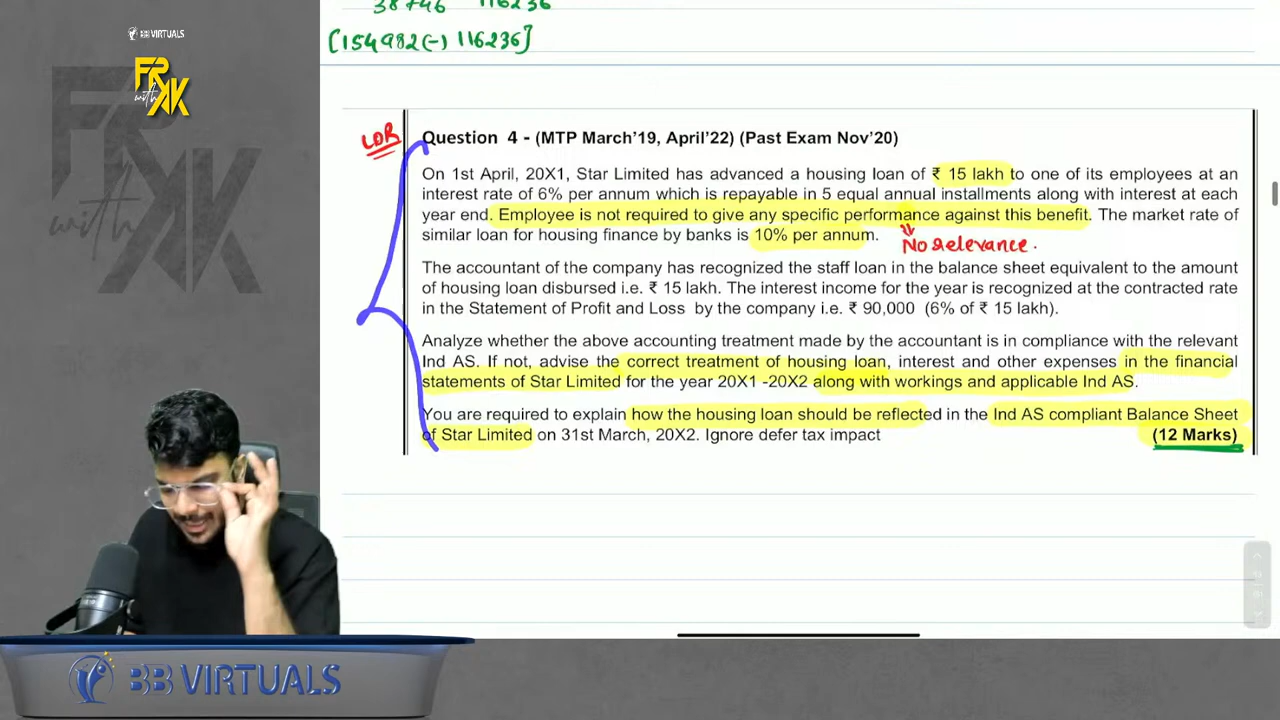 38746 116236
[154982 (-) 116236]
BB VIRTUALS
FR
with
AK
FR
with
AK
LDR
Question 4 - (MTP March'19, April'22) (Past Exam Nov'20)
On 1st April, 20X1, Star Limited has advanced a housing loan of ₹ 15 lakh to one of its employees at an
interest rate of 6% per annum which is repayable in 5 equal annual installments along with interest at each
year end. Employee is not required to give any specific performance against this benefit. The market rate of
similar loan for housing finance by banks is 10% per annum.
No relevance.
The accountant of the company has recognized the staff loan in the balance sheet equivalent to the amount
of housing loan disbursed i.e. ₹ 15 lakh. The interest income for the year is recognized at the contracted rate
in the Statement of Profit and Loss by the company i.e. ₹ 90,000 (6% of ₹ 15 lakh).
Analyze whether the above accounting treatment made by the accountant is in compliance with the relevant
Ind AS. If not, advise the correct treatment of housing loan, interest and other expenses in the financial
statements of Star Limited for the year 20X1 -20X2 along with workings and applicable Ind AS.
You are required to explain how the housing loan should be reflected in the Ind AS compliant Balance Sheet
of Star Limited on 31st March, 20X2. Ignore defer tax impact
(12 Marks)
BB VIRTUALS